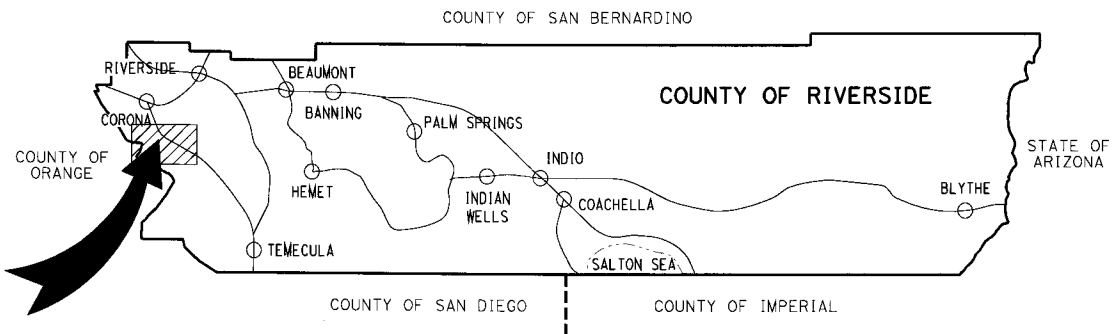 COUNTY OF SAN BERNARDINO
RIVERSIDE
BEAUMONT
COUNTY OF RIVERSIDE
BANNING
CORONA
PALM SPRINGS
STATE OF
ARIZONA
COUNTY OF
ORANGE
INDIO
HEMET
INDIAN
WELLS
COACHELLA
BLYTHE
TEMECULA
SALTON SEA
COUNTY OF SAN DIEGO
COUNTY OF IMPERIAL